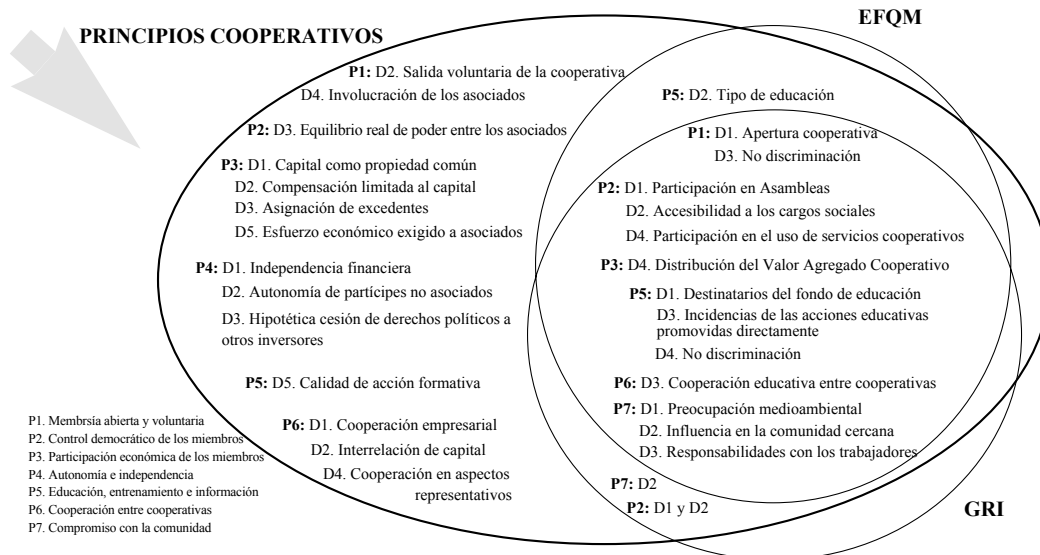 EFQM
PRINCIPIOS COOPERATIVOS
P1: D2. Salida voluntaria de la cooperativa
D4. Involucración de los asociados
P2: D3. Equilibrio real de poder entre los asociados
P3: D1. Capital como propiedad común
D2. Compensación limitada al capital
D3. Asignación de excedentes
D5. Esfuerzo económico exigido a asociados
P4: D1. Independencia financiera
D2. Autonomía de partícipes no asociados
D3. Hipotética cesión de derechos políticos a
otros inversores
P5: D5. Calidad de acción formativa
P6: D1. Cooperación empresarial
D2. Interrelación de capital
D4. Cooperación en aspectos
representativos
P5: D2. Tipo de educación
P1: D1. Apertura cooperativa
D3. No discriminación
P2: D1. Participación en Asambleas
D2. Accesibilidad a los cargos sociales
D4. Participación en el uso de servicios cooperativos
P3: D4. Distribución del Valor Agregado Cooperativo
P5: D1. Destinatarios del fondo de educación
D3. Incidencias de las acciones educativas
promovidas directamente
D4. No discriminación
P6: D3. Cooperación educativa entre cooperativas
P7: D1. Preocupación medioambiental
D2. Influencia en la comunidad cercana
D3. Responsabilidades con los trabajadores
P7: D2
P2: D1 y D2
GRI
P1. Membrsía abierta y voluntaria
P2. Control democrático de los miembros
P3. Participación económica de los miembros
P4. Autonomía e independencia
P5. Educación, entrenamiento e información
P6. Cooperación entre cooperativas
P7. Compromiso con la comunidad